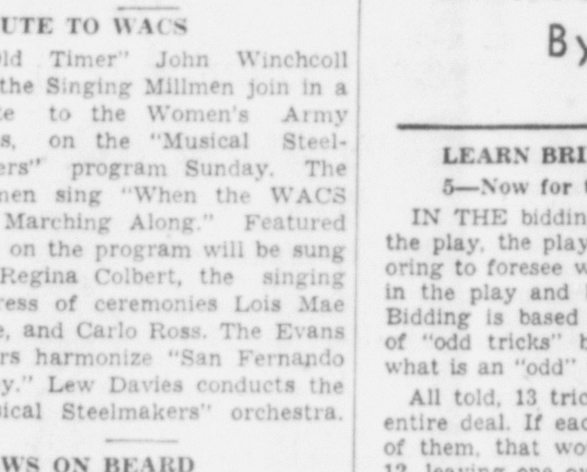 UTE TO WACS
ld Timer" John Winchcoll
the Singing Millmen join in a
te to the Women's Army
s, on the "Musical Steel-
ers" program Sunday. The
men sing "When the WACS
Marching Along." Featured
on the program will be sung
Regina Colbert, the singing
ress of ceremonies Lois Mae
e, and Carlo Ross. The Evans
rs harmonize "San Fernando
y." Lew Davies conducts the
sical Steelmakers" orchestra.
WS ON BEARD
By
LEARN BRI
5—Now for t
IN THE biddin
the play, the play
oring to foresee w
in the play and
Bidding is based
of "odd tricks" b
what is an "odd"
All told, 13 tric
entire deal. If eac
of them, that wo
12 leaving one